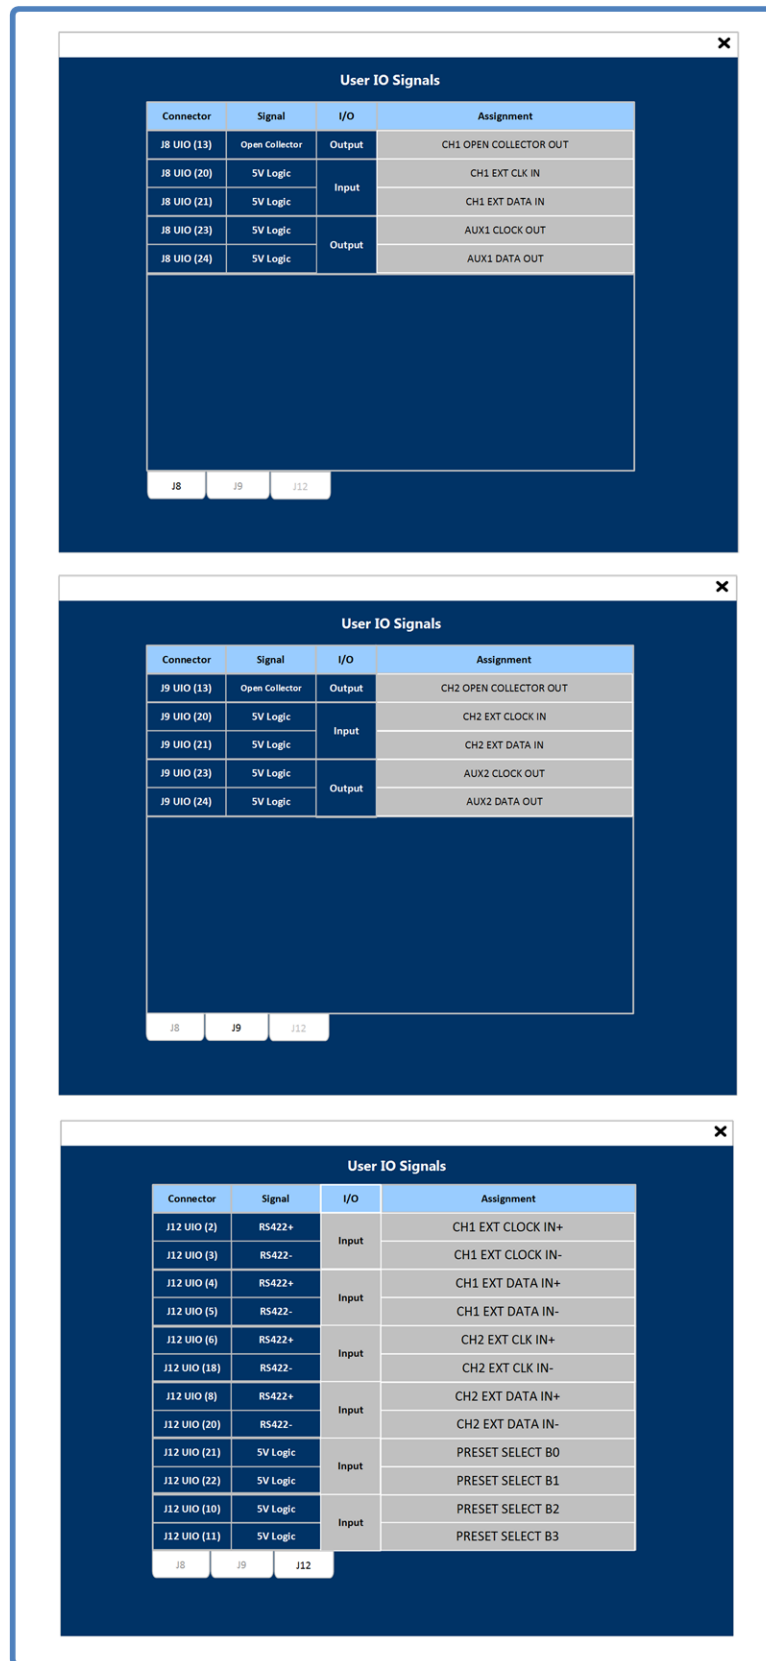 User IO Signals
Connector Signal I/O Assignment
J8 UIO (13) Open Collector Output CH1 OPEN COLLECTOR OUT
J8 UIO (20) 5V Logic Input CH1 EXT CLK IN
J8 UIO (21) 5V Logic CH1 EXT DATA IN
J8 UIO (23) 5V Logic Output AUX1 CLOCK OUT
J8 UIO (24) 5V Logic AUX1 DATA OUT
J8 J9 J12
User IO Signals
Connector Signal I/O Assignment
J9 UIO (13) Open Collector Output CH2 OPEN COLLECTOR OUT
J9 UIO (20) 5V Logic Input CH2 EXT CLOCK IN
J9 UIO (21) 5V Logic CH2 EXT DATA IN
J9 UIO (23) 5V Logic Output AUX2 CLOCK OUT
J9 UIO (24) 5V Logic AUX2 DATA OUT
J8 J9 J12
User IO Signals
Connector Signal I/O Assignment
J12 UIO (2) RS422+ Input CH1 EXT CLOCK IN+
J12 UIO (3) RS422- CH1 EXT CLOCK IN-
J12 UIO (4) RS422+ Input CH1 EXT DATA IN+
J12 UIO (5) RS422- CH1 EXT DATA IN-
J12 UIO (6) RS422+ Input CH2 EXT CLK IN+
J12 UIO (18) RS422- CH2 EXT CLK IN-
J12 UIO (8) RS422+ Input CH2 EXT DATA IN+
J12 UIO (20) RS422- CH2 EXT DATA IN-
J12 UIO (21) 5V Logic Input PRESET SELECT B0
J12 UIO (22) 5V Logic PRESET SELECT B1
J12 UIO (10) 5V Logic Input PRESET SELECT B2
J12 UIO (11) 5V Logic PRESET SELECT B3
J8 J9 J12